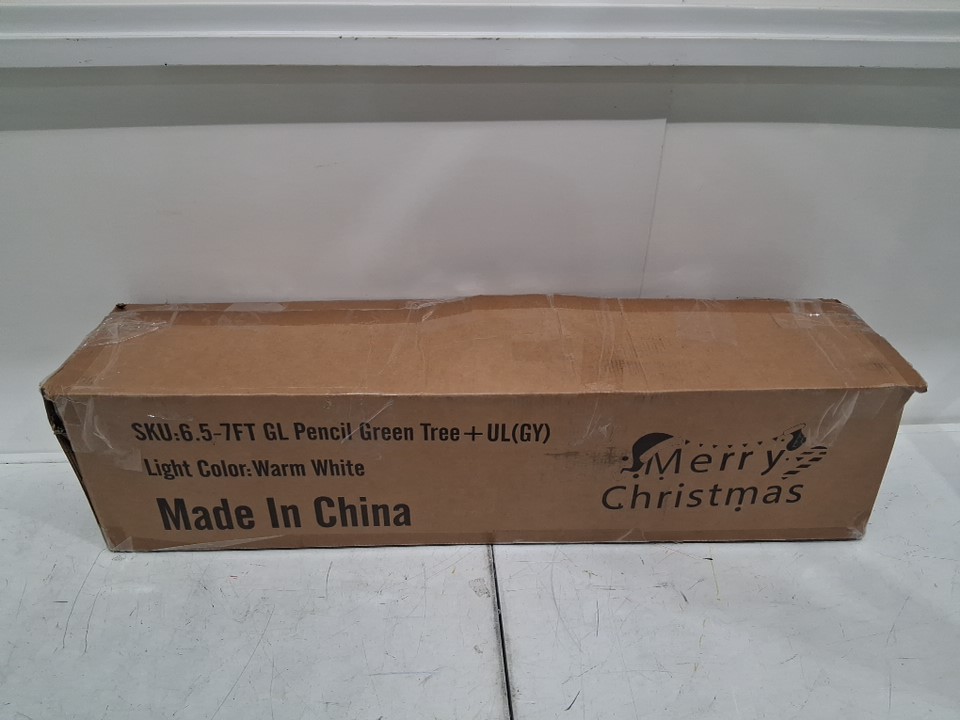 SKU:6.5-7FT GL Pencil Green Tree+UL(GY)
Light Color:Warm White
Made In China
Merry
Christmas